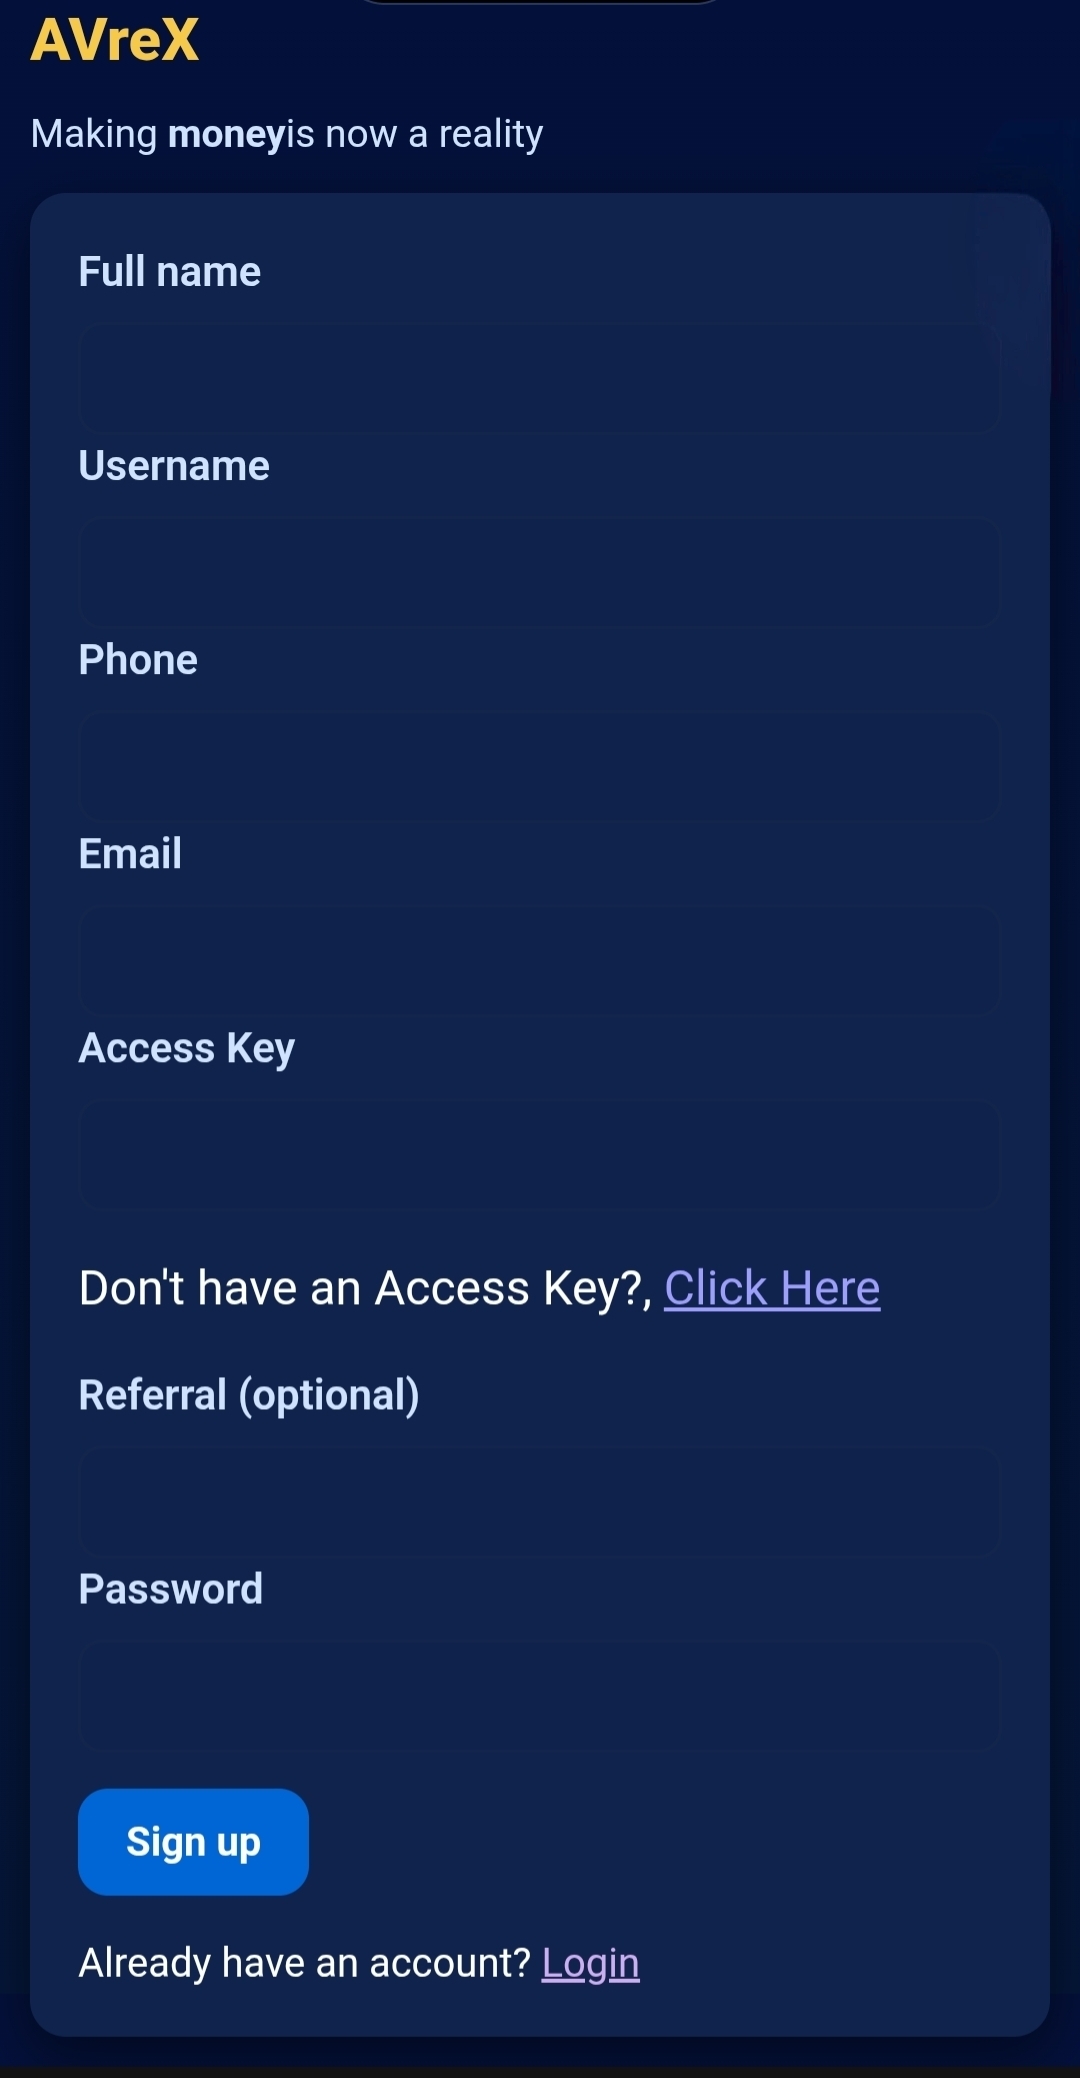 AVreX
Making moneyis now a reality
Full name
Username
Phone
Email
Access Key
Don't have an Access Key?, Click Here
Referral (optional)
Password
Sign up
Already have an account? Login